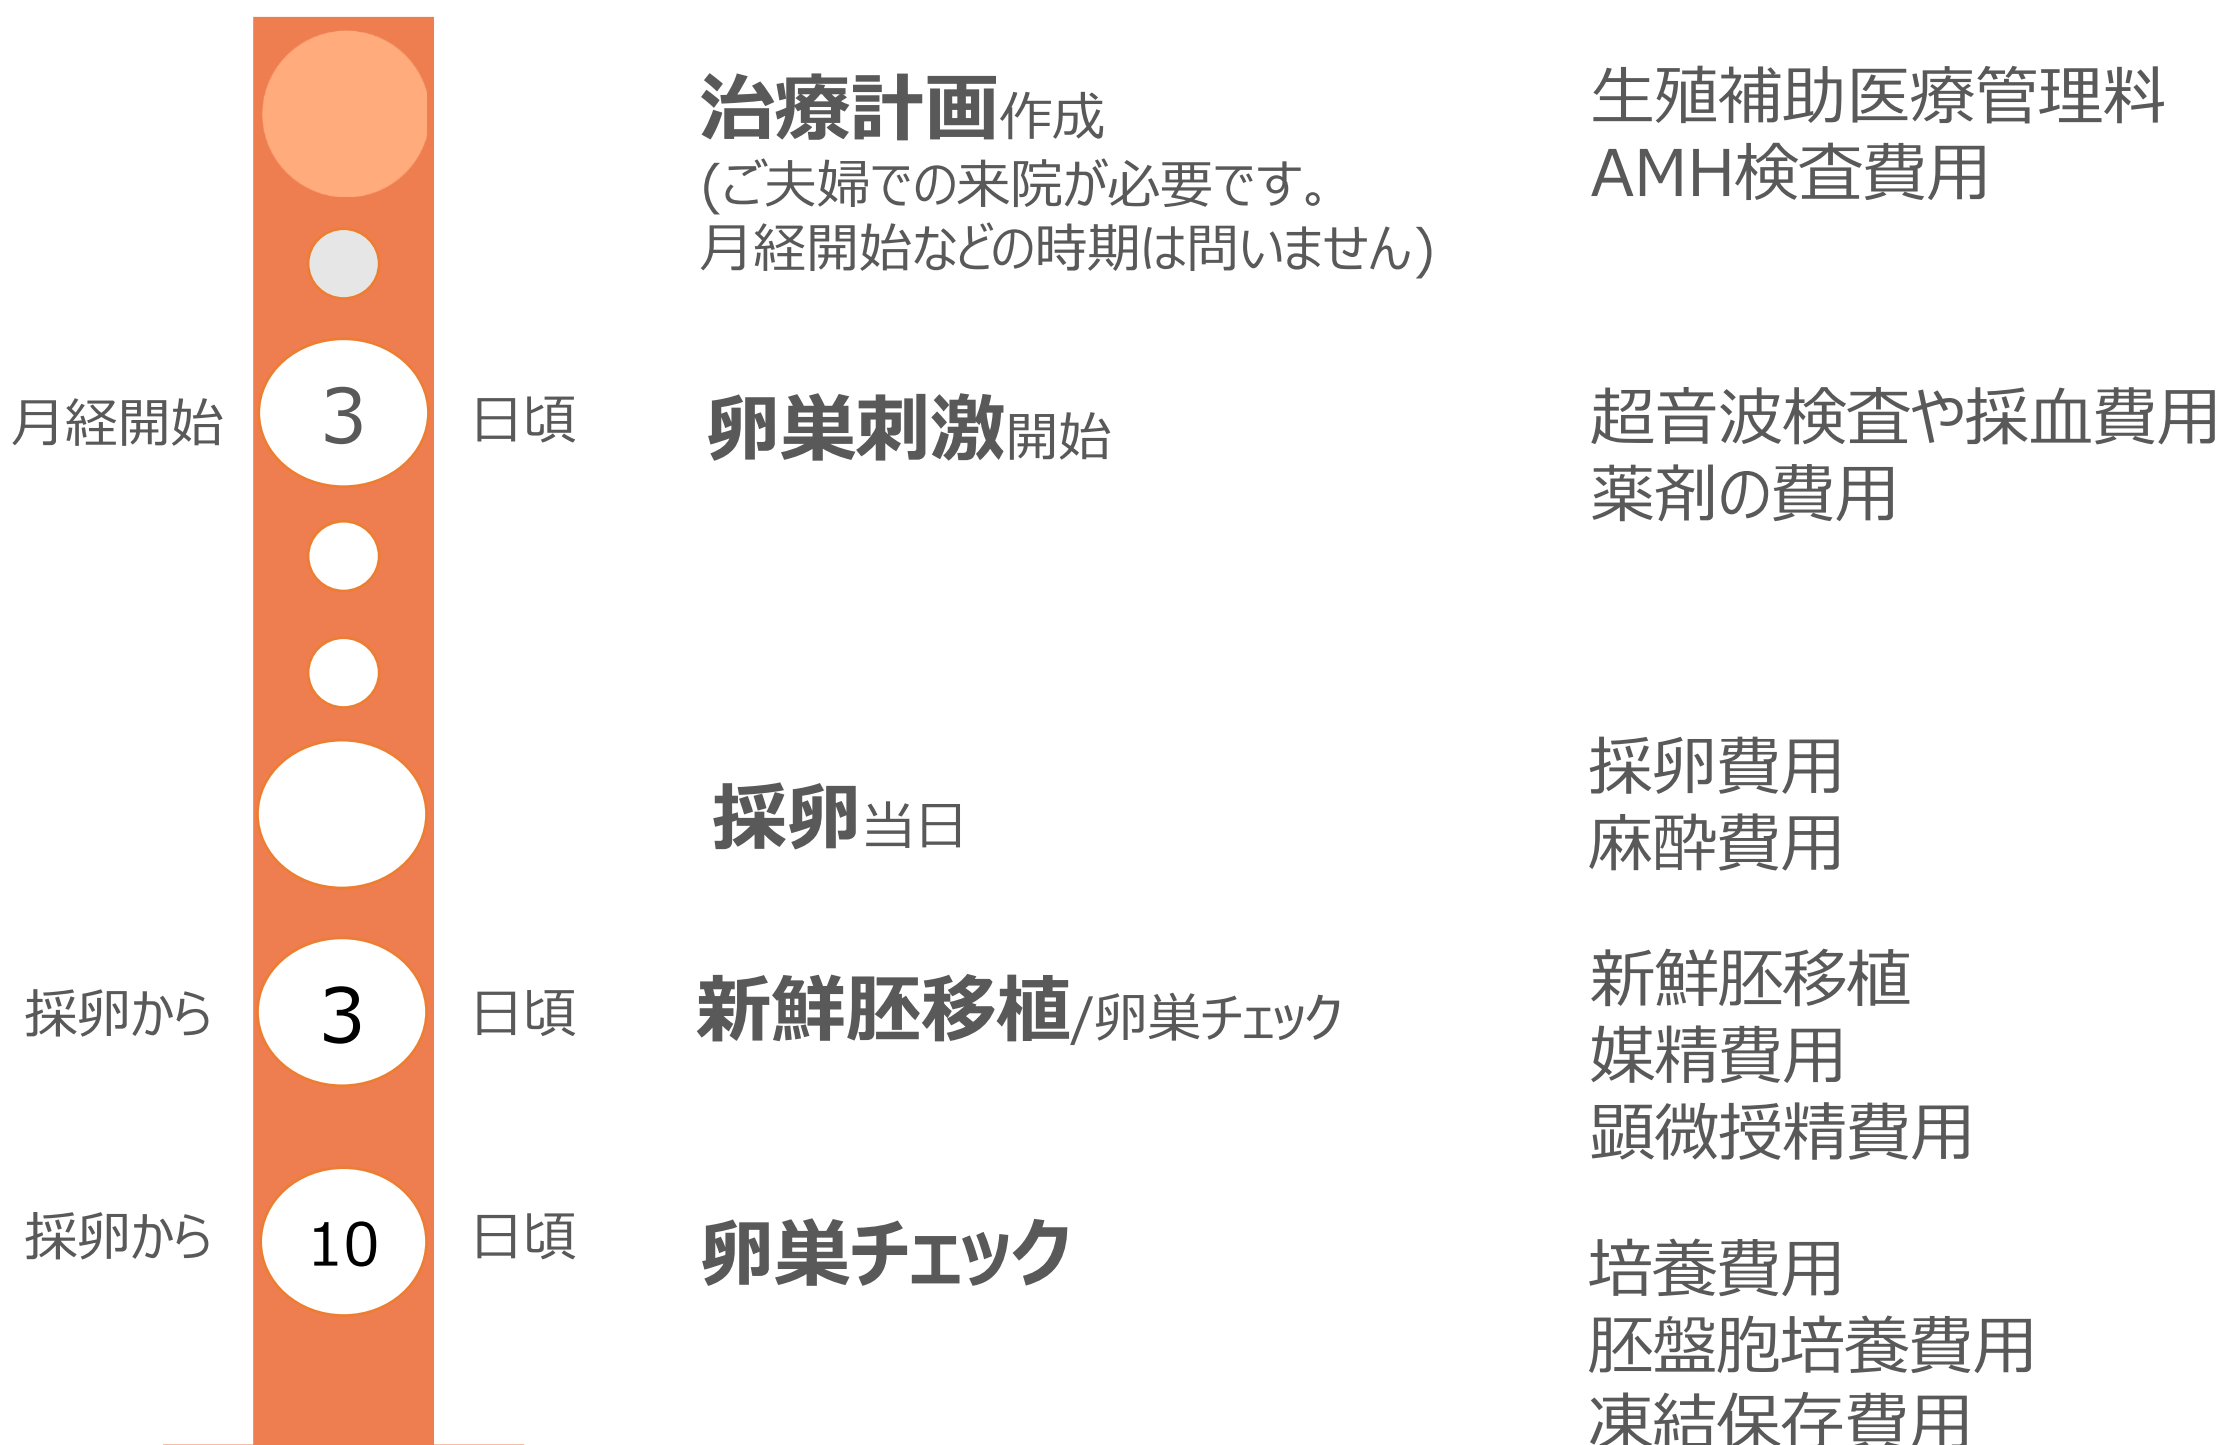 治療計画作成
(ご夫婦での来院が必要です。
月経開始などの時期は問いません)
生殖補助医療管理料
AMH検査費用
月経開始 3 日頃
卵巣刺激開始
超音波検査や採血費用
薬剤の費用
採卵当日
採卵費用
麻酔費用
採卵から 3 日頃
新鮮胚移植/卵巣チェック
新鮮胚移植
媒精費用
顕微授精費用
採卵から 10 日頃
卵巣チェック
培養費用
胚盤胞培養費用
凍結保存費用